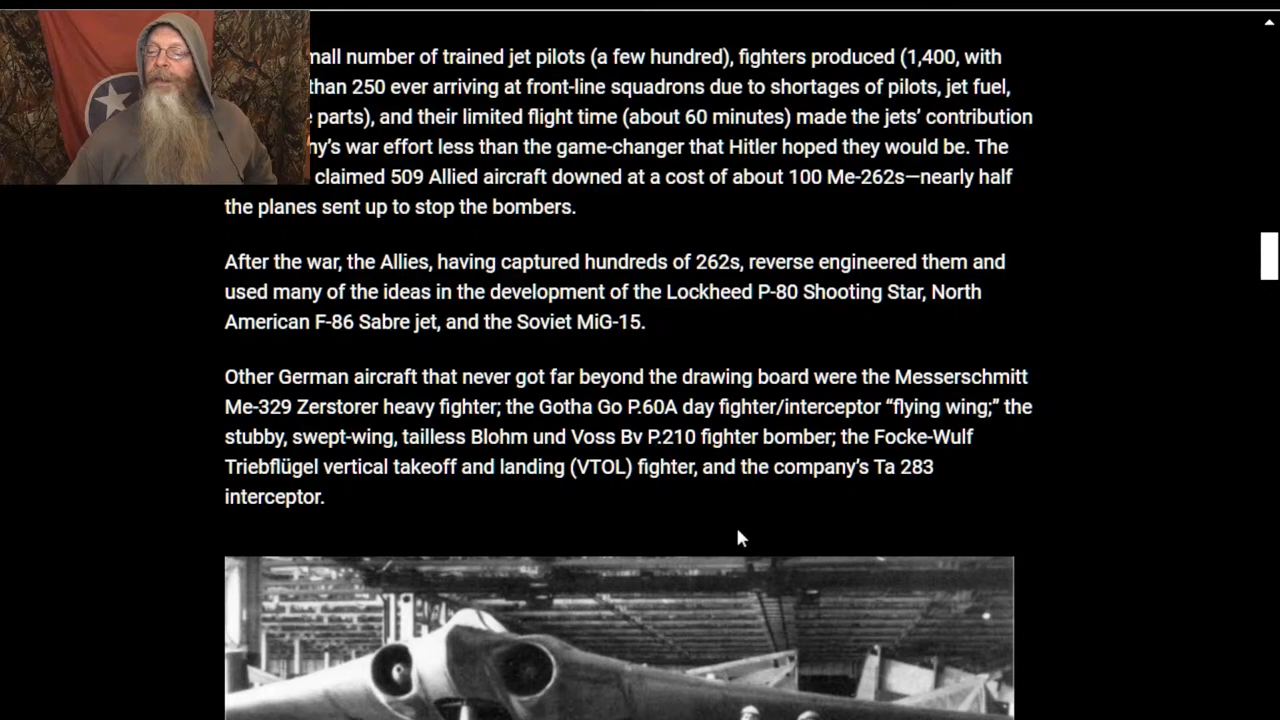 number of trained jet pilots (a few hundred), fighters produced (1,400, with
than 250 ever arriving at front-line squadrons due to shortages of pilots, jet fuel,
parts), and their limited flight time (about 60 minutes) made the jets’ contribution
war effort less than the game-changer that Hitler hoped they would be. The
claimed 509 Allied aircraft downed at a cost of about 100 Me-262s—nearly half
the planes sent up to stop the bombers.
After the war, the Allies, having captured hundreds of 262s, reverse engineered them and
used many of the ideas in the development of the Lockheed P-80 Shooting Star, North
American F-86 Sabre jet, and the Soviet MiG-15.
Other German aircraft that never got far beyond the drawing board were the Messerschmitt
Me-329 Zerstorer heavy fighter; the Gotha Go P.60A day fighter/interceptor “flying wing;” the
stubby, swept-wing, tailless Blohm und Voss Bv P.210 fighter bomber; the Focke-Wulf
Triebflügel vertical takeoff and landing (VTOL) fighter, and the company’s Ta 283
interceptor.